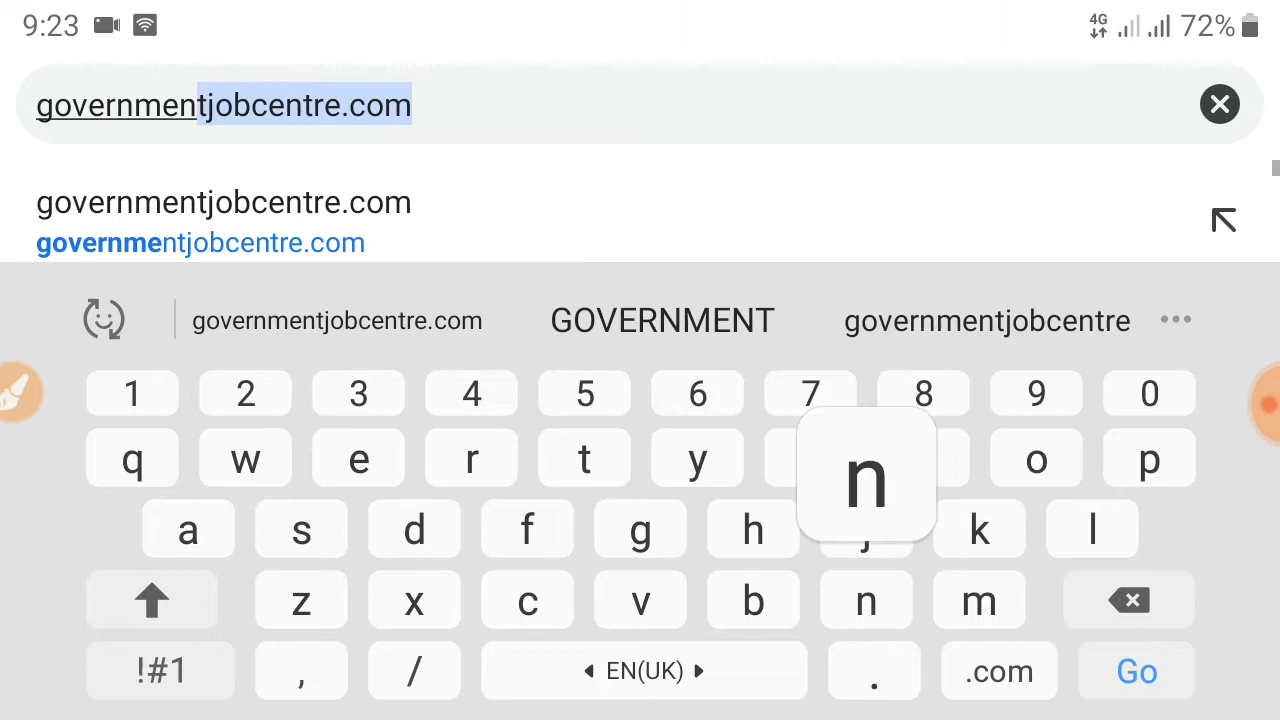 9:23 4G 72%
governmentjobcentre.com
governmentjobcentre.com
governmentjobcentre.com
governmentjobcentre.com GOVERNMENT governmentjobcentre
1 2 3 4 5 6 7 8 9 0
q w e r t y o p
n
a s d f g h j k l
z x c v b n m
!#1 , / EN(UK) . .com Go